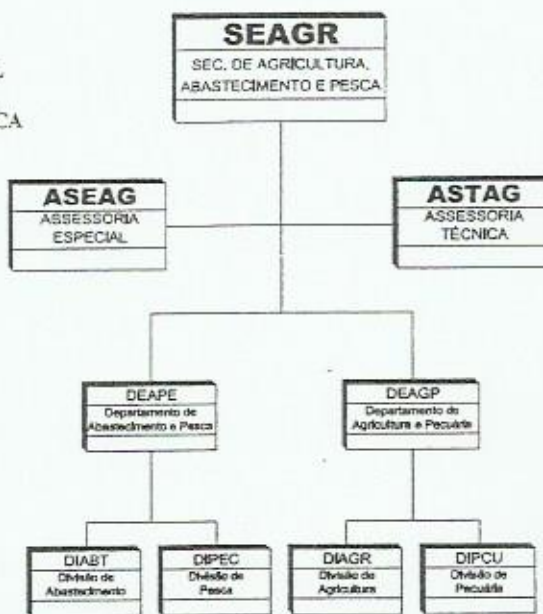 SEAGR
SEC. DE AGRICULTURA,
ABASTECIMENTO E PESCA
CA
ASEAG
ASSESSORIA
ESPECIAL
ASTAG
ASSESSORIA
TÉCNICA
DEAPE
Departamento de
Abastecimento e Pesca
DEAGP
Departamento de
Agricultura e Pecuária
DIABT
Divisão de
Abastecimento
DIPEC
Divisão de
Pesca
DIAGR
Divisão de
Agricultura
DIPCU
Divisão de
Pecuária